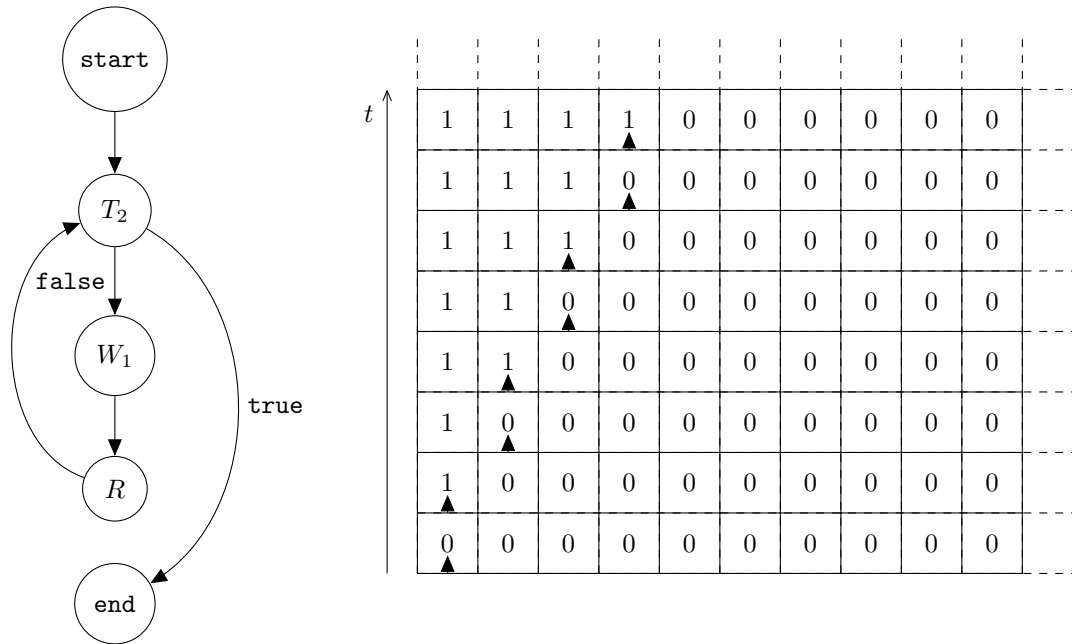 start
T₂
false
W₁
true
R
end
t
1 1 1 1 0 0 0 0 0 0
1 1 1 0 0 0 0 0 0 0
1 1 1 0 0 0 0 0 0 0
1 1 0 0 0 0 0 0 0 0
1 1 0 0 0 0 0 0 0 0
1 0 0 0 0 0 0 0 0 0
1 0 0 0 0 0 0 0 0 0
0 0 0 0 0 0 0 0 0 0